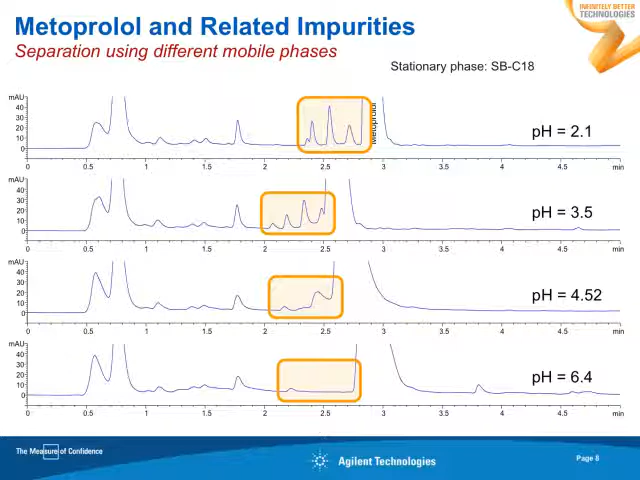 INFINITELY BETTER
TECHNOLOGIES
Metoprolol and Related Impurities
Separation using different mobile phases
Stationary phase: SB-C18
mAU
40
30
20
10
0
Metoprolol
pH = 2.1
0 0.5 1 1.5 2 2.5 3 3.5 4 4.5 min
mAU
40
30
20
10
0
pH = 3.5
0 0.5 1 1.5 2 2.5 3 3.5 4 4.5 min
mAU
40
30
20
10
0
pH = 4.52
0 0.5 1 1.5 2 2.5 3 3.5 4 4.5 min
mAU
40
30
20
10
0
pH = 6.4
0 0.5 1 1.5 2 2.5 3 3.5 4 4.5 min
The Measure of Confidence
Agilent Technologies
Page 8